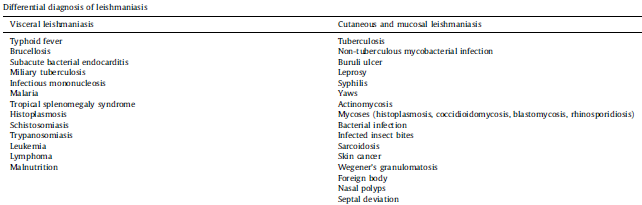 Differential diagnosis of leishmaniasis
Visceral leishmaniasis Cutaneous and mucosal leishmaniasis
Typhoid fever Tuberculosis
Brucellosis Non-tuberculous mycobacterial infection
Subacute bacterial endocarditis Buruli ulcer
Miliary tuberculosis Leprosy
Infectious mononucleosis Syphilis
Malaria Yaws
Tropical splenomegaly syndrome Actinomycosis
Histoplasmosis Mycoses (histoplasmosis, coccidioidomycosis, blastomycosis, rhinosporidiosis)
Schistosomiasis Bacterial infection
Trypanosomiasis Infected insect bites
Leukemia Sarcoidosis
Lymphoma Skin cancer
Malnutrition Wegener's granulomatosis
Foreign body
Nasal polyps
Septal deviation